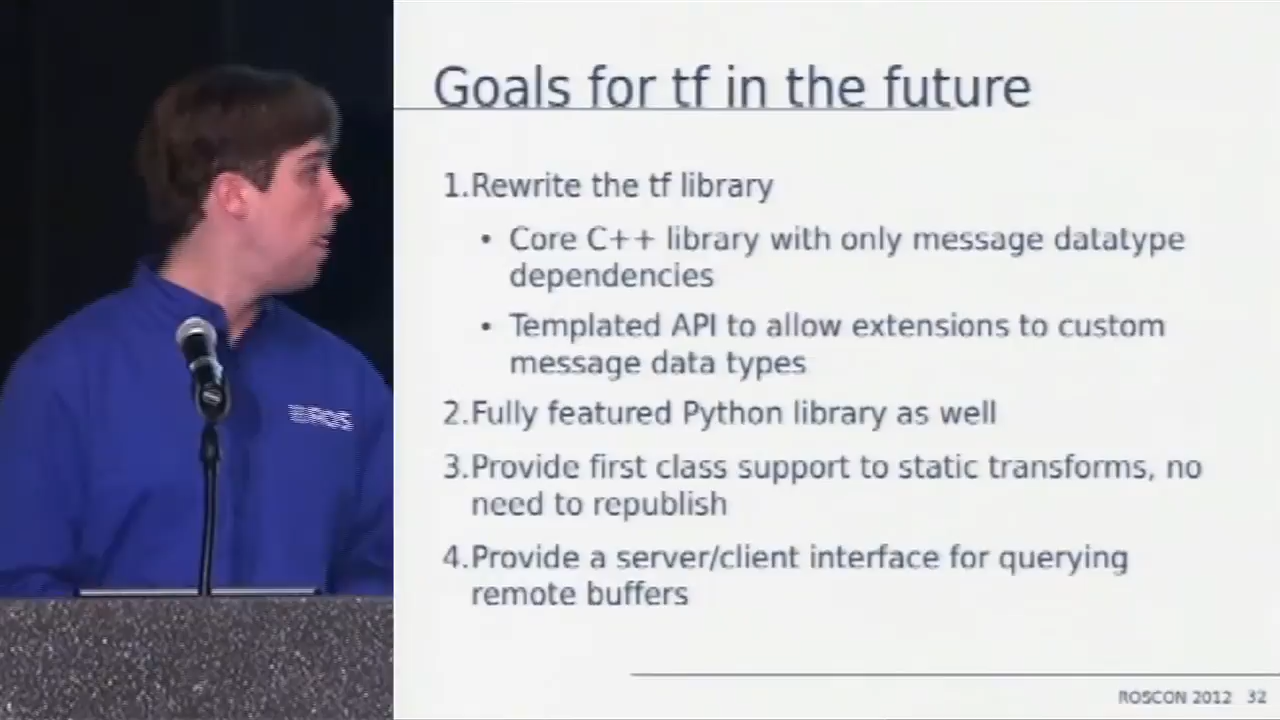 Goals for tf in the future
1.Rewrite the tf library
• Core C++ library with only message datatype
dependencies
• Templated API to allow extensions to custom
message data types
2.Fully featured Python library as well
3.Provide first class support to static transforms, no
need to republish
4.Provide a server/client interface for querying
remote buffers
ROSCON 2012 32
ROS